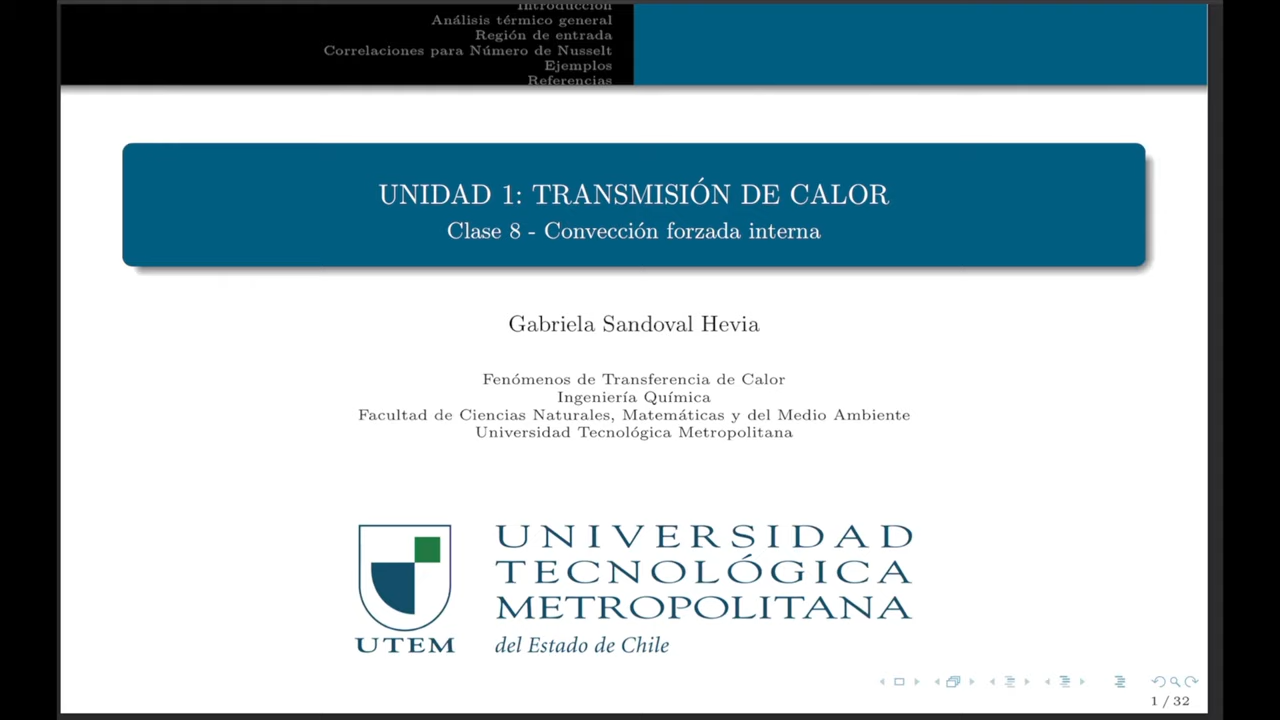 Introducción
Análisis térmico general
Región de entrada
Correlaciones para Número de Nusselt
Ejemplos
Referencias
UNIDAD 1: TRANSMISIÓN DE CALOR
Clase 8 - Convección forzada interna
Gabriela Sandoval Hevia
Fenómenos de Transferencia de Calor
Ingeniería Química
Facultad de Ciencias Naturales, Matemáticas y del Medio Ambiente
Universidad Tecnológica Metropolitana
UTEM
UNIVERSIDAD
TECNOLÓGICA
METROPOLITANA
del Estado de Chile
1 / 32